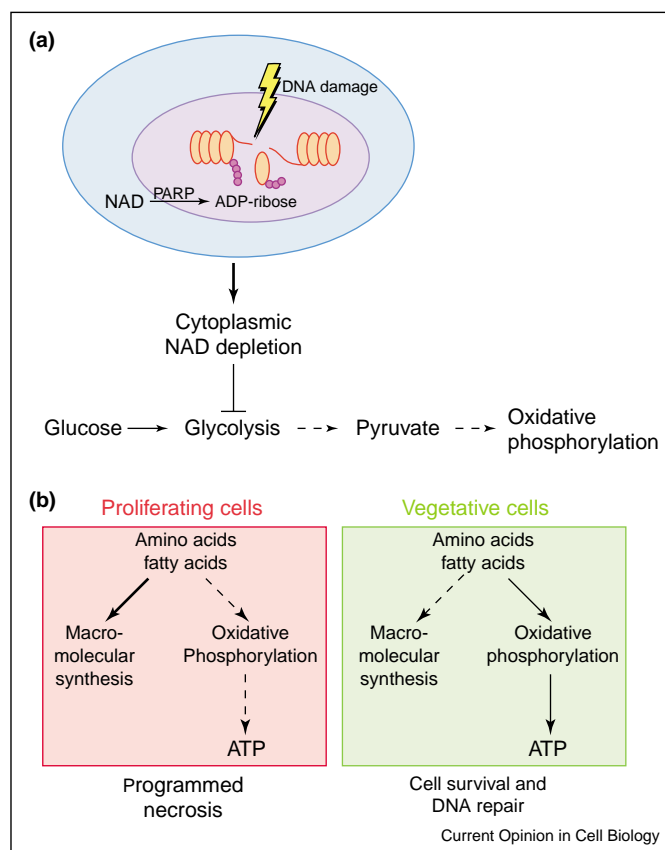 (a)
DNA damage
NAD
PARP
ADP-ribose
Cytoplasmic
NAD depletion
Glucose
Glycolysis
Pyruvate
Oxidative
phosphorylation
(b)
Proliferating cells
Amino acids
fatty acids
Macro-
molecular
synthesis
Oxidative
Phosphorylation
ATP
Programmed
necrosis
Vegetative cells
Amino acids
fatty acids
Macro-
molecular
synthesis
Oxidative
phosphorylation
ATP
Cell survival and
DNA repair
Current Opinion in Cell Biology